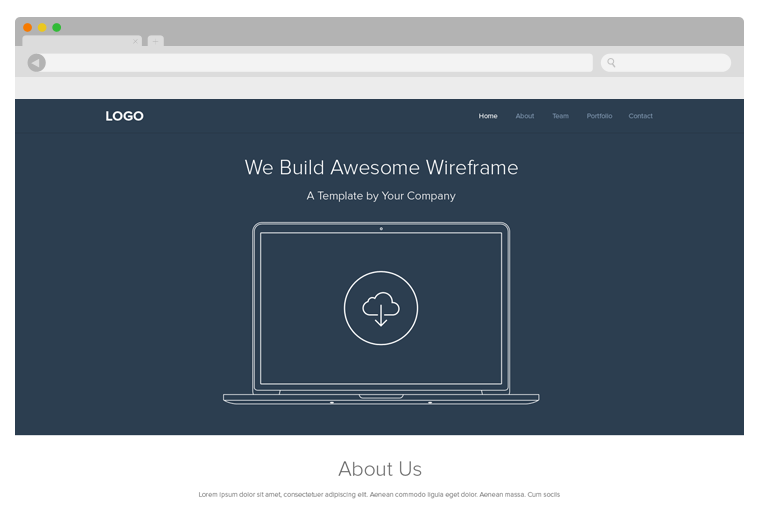 LOGO
Home About Team Portfolio Contact
We Build Awesome Wireframe
A Template by Your Company
About Us
Lorem ipsum dolor sit amet, consectetuer adipiscing elit. Aenean commodo ligula eget dolor. Aenean massa. Cum sociis